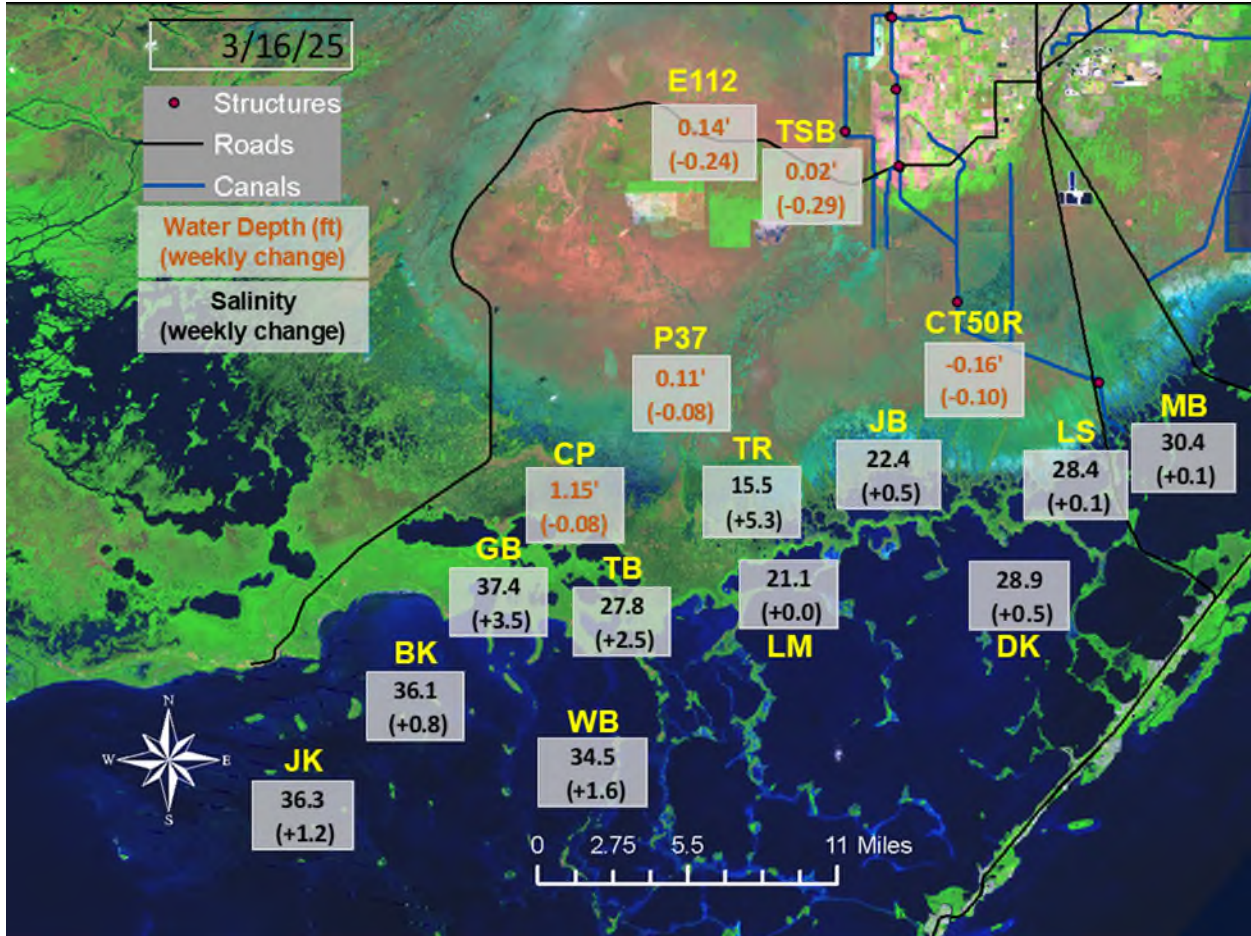 3/16/25
Structures
Roads
Canals
Water Depth (ft)
(weekly change)
Salinity
(weekly change)
E112
0.14'
(-0.24)
TSB
0.02'
(-0.29)
P37
0.11'
(-0.08)
CT50R
-0.16'
(-0.10)
CP
1.15'
(-0.08)
TR
15.5
(+5.3)
JB
22.4
(+0.5)
LS
28.4
(+0.1)
MB
30.4
(+0.1)
GB
37.4
(+3.5)
TB
27.8
(+2.5)
21.1
(+0.0)
LM
28.9
(+0.5)
DK
BK
36.1
(+0.8)
WB
34.5
(+1.6)
JK
36.3
(+1.2)
N
W E
S
0 2.75 5.5 11 Miles